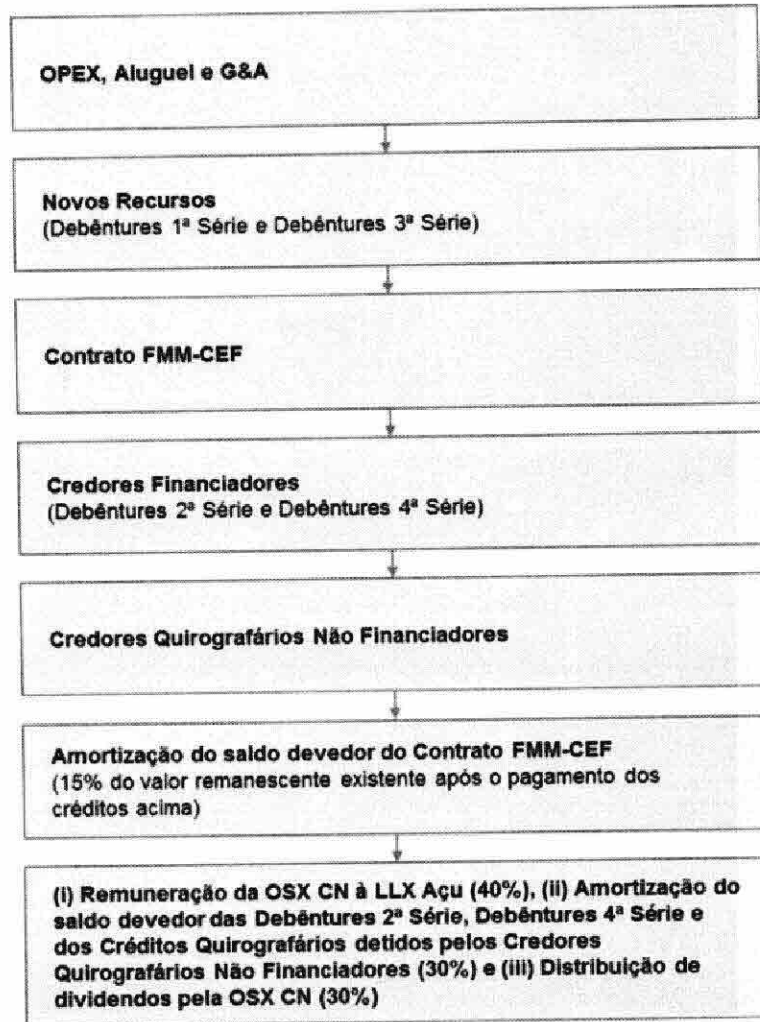 OPEX, Aluguel e G&A
Novos Recursos
(Debêntures 1ª Série e Debêntures 3ª Série)
Contrato FMM-CEF
Credores Financiadores
(Debêntures 2ª Série e Debêntures 4ª Série)
Credores Quirografários Não Financiadores
Amortização do saldo devedor do Contrato FMM-CEF
(15% do valor remanescente existente após o pagamento dos
créditos acima)
(i) Remuneração da OSX CN à LLX Açu (40%), (ii) Amortização do
saldo devedor das Debêntures 2ª Série, Debêntures 4ª Série e
dos Créditos Quirografários detidos pelos Credores
Quirografários Não Financiadores (30%) e (iii) Distribuição de
dividendos pela OSX CN (30%)